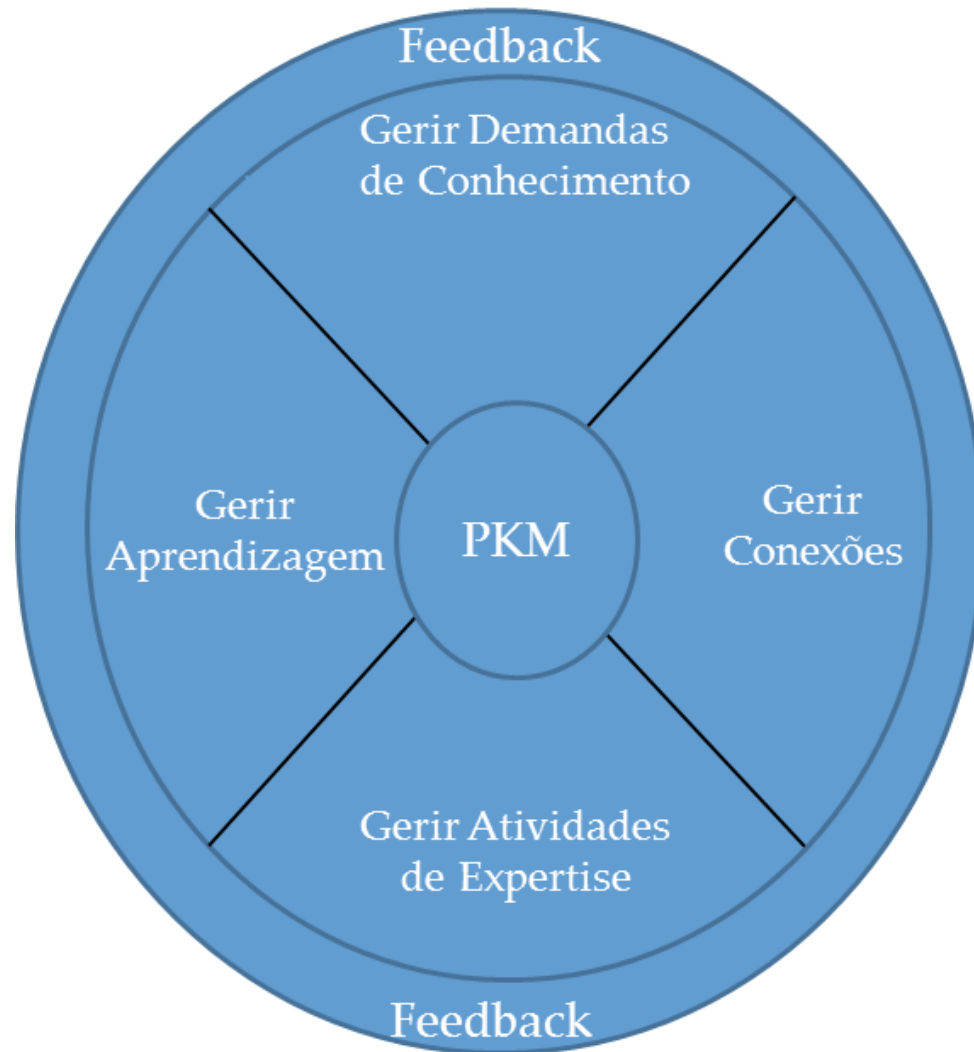 Feedback
Gerir Demandas
de Conhecimento
Gerir
Aprendizagem
PKM
Gerir
Conexões
Gerir Atividades
de Expertise
Feedback